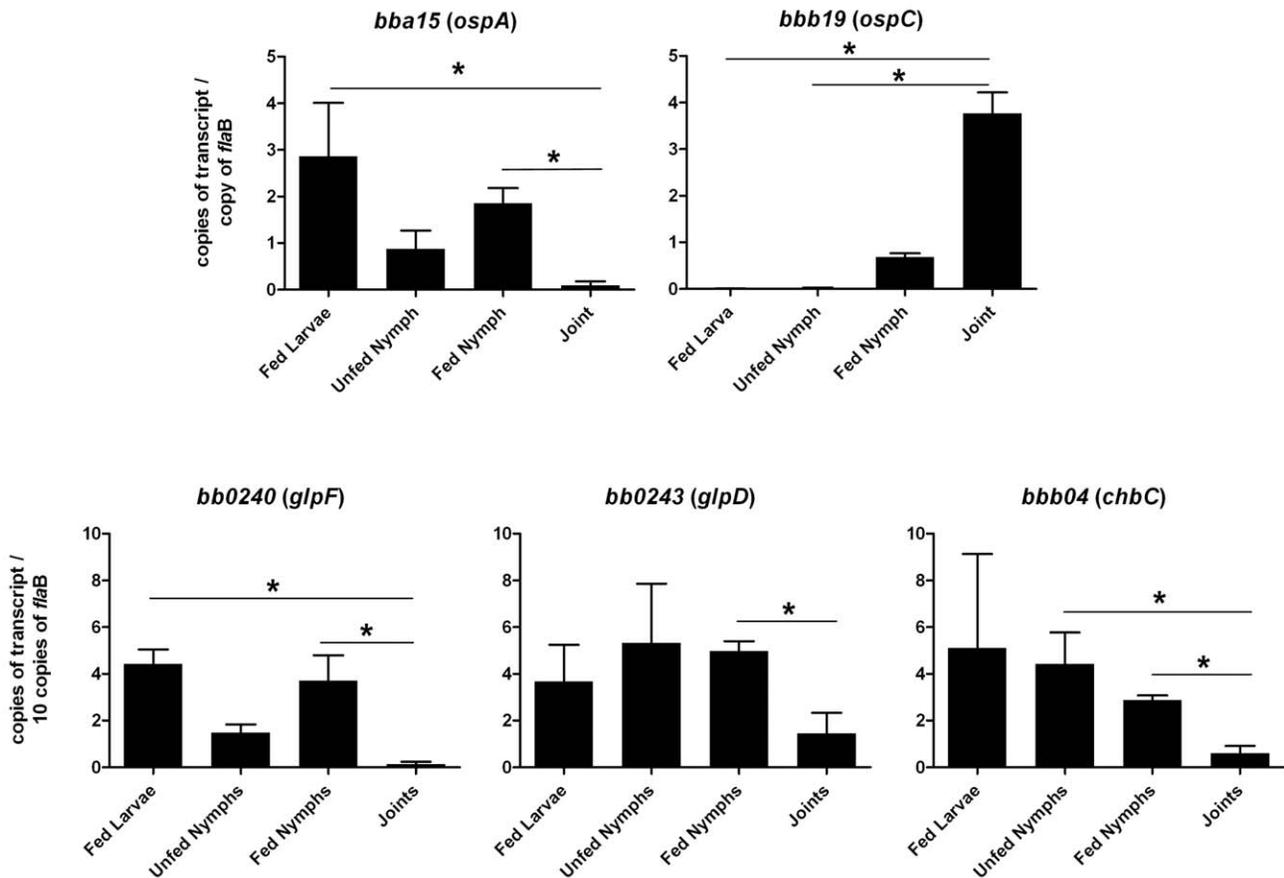 bba15 (ospA)
bbb19 (ospC)
copies of transcript /
copy of flaB
5
4
3
2
1
0
*
*
Fed Larvae
Unfed Nymph
Fed Nymph
Joint
5
4
3
2
1
0
*
*
Fed Larva
Unfed Nymph
Fed Nymph
Joint
bb0240 (glpF)
bb0243 (glpD)
bbb04 (chbC)
copies of transcript /
10 copies of flaB
10
8
6
4
2
0
*
*
Fed Larvae
Unfed Nymphs
Fed Nymphs
Joints
10
8
6
4
2
0
*
Fed Larvae
Unfed Nymphs
Fed Nymphs
Joints
10
8
6
4
2
0
*
*
Fed Larvae
Unfed Nymphs
Fed Nymphs
Joints